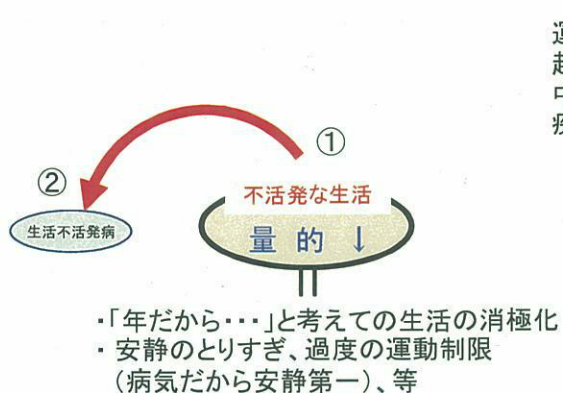 ①
②
不活発な生活
生活不活発病
量的↓
・「年だから・・・」と考えての生活の消極化
・安静のとりすぎ、過度の運動制限
（病気だから安静第一）、等
運